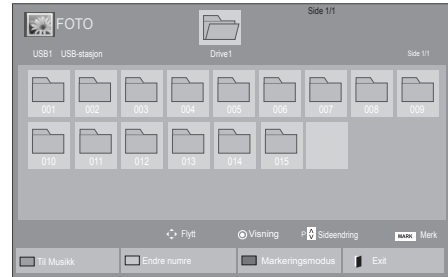 Side 1/1
FOTO
USB1 USB-stasjon Drive1 Side 1/1
001 002 003 004 005 006 007 008 009
010 011 012 013 014 015
Flytt Visning P Sideendring MARK Merk
Til Musikk Endre numre Markeringsmodus Exit